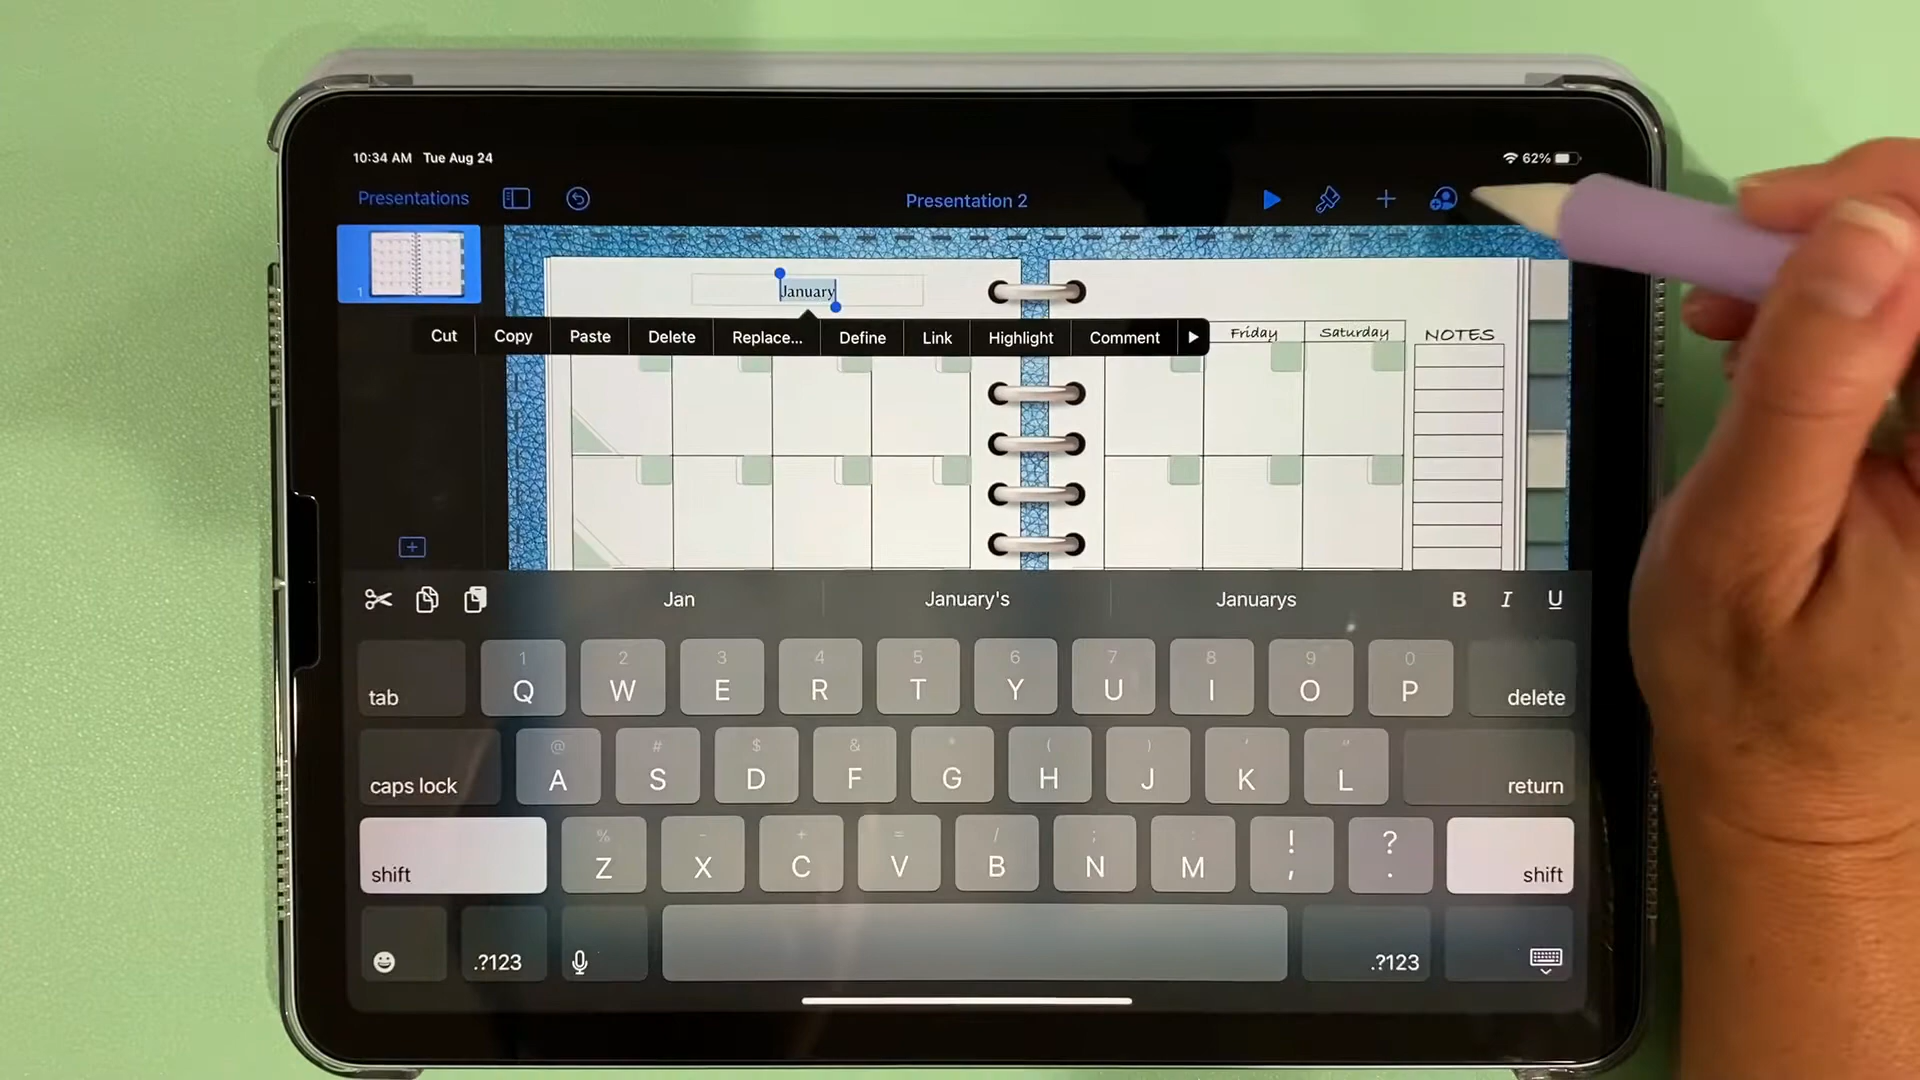 10:34 AM Tue Aug 24
62%
Presentations
Presentation 2
1
January
Cut Copy Paste Delete Replace... Define Link Highlight Comment
Friday Saturday NOTES
Jan January's Januarys B I U
1 2 3 4 5 6 7 8 9 0
tab Q W E R T Y U I O P delete
@ # $ & * ( ) ' "
caps lock A S D F G H J K L return
% - + = / ; : ! ?
shift Z X C V B N M , . shift
.?123 .?123